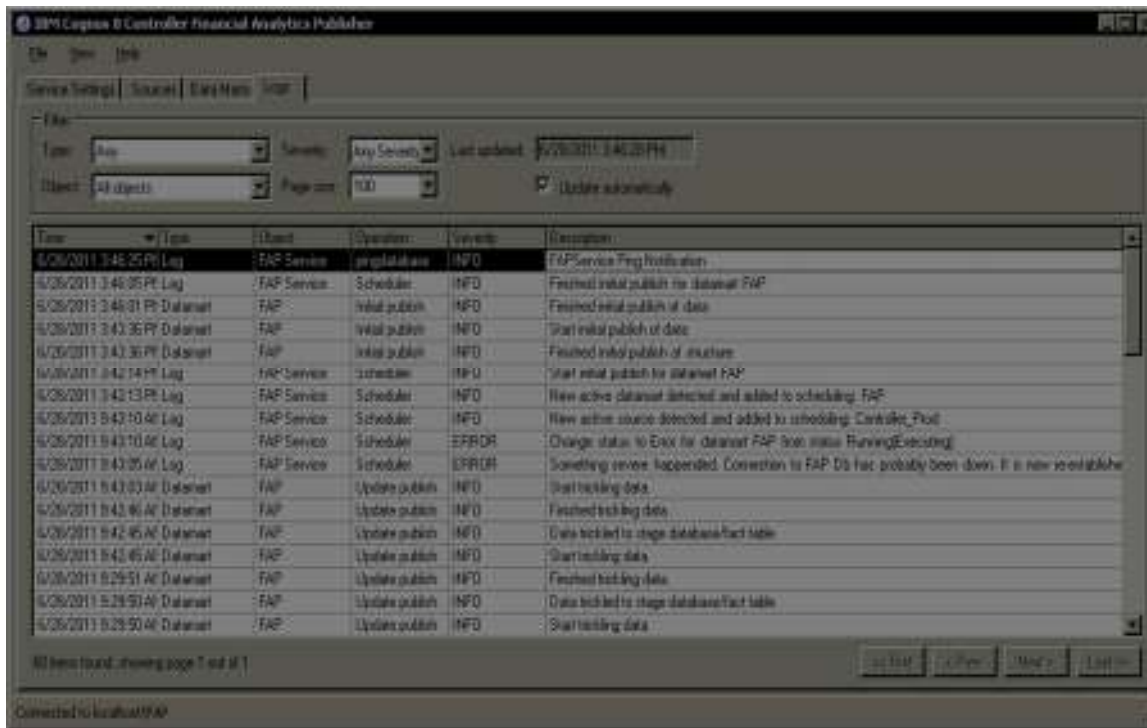 IBM Cognos 8 Controller Financial Analytics Publisher
File View Help
Service Settings Sources Data Marts Logs
Filter
Type: Any Severity: Any Severity Last updated: 6/28/2011 3:46:28 PM
Object: All objects Page size: 100 Update automatically
Time Type Object Operation Severity Description
6/28/2011 3:46:25 PM Log FAP Service pingdatabase INFO FAPService Ping Notification
6/28/2011 3:46:05 PM Log FAP Service Scheduler INFO Finished initial publish for datamart FAP
6/28/2011 3:46:01 PM Datamart FAP Initial publish INFO Finished initial publish of data
6/28/2011 3:43:36 PM Datamart FAP Initial publish INFO Start initial publish of data
6/28/2011 3:43:36 PM Datamart FAP Initial publish INFO Finished initial publish of structure
6/28/2011 3:42:14 PM Log FAP Service Scheduler INFO Start initial publish for datamart FAP
6/28/2011 3:42:13 PM Log FAP Service Scheduler INFO New active datamart detected and added to scheduling: FAP
6/28/2011 9:43:10 AM Log FAP Service Scheduler INFO New active source detected and added to scheduling: Controller_Prod
6/28/2011 9:43:10 AM Log FAP Service Scheduler ERROR Change status to Error for datamart FAP from status Running(Executing)
6/28/2011 9:43:05 AM Log FAP Service Scheduler ERROR Something severe happended. Connection to FAP Db has probably been down. It is now re-establishe
6/28/2011 9:43:03 AM Datamart FAP Update publish INFO Start trickling data
6/28/2011 9:42:46 AM Datamart FAP Update publish INFO Finished trickling data
6/28/2011 9:42:45 AM Datamart FAP Update publish INFO Data trickled to stage database/fact table
6/28/2011 9:42:45 AM Datamart FAP Update publish INFO Start trickling data
6/28/2011 9:29:51 AM Datamart FAP Update publish INFO Finished trickling data
6/28/2011 9:29:50 AM Datamart FAP Update publish INFO Data trickled to stage database/fact table
6/28/2011 9:29:50 AM Datamart FAP Update publish INFO Start trickling data
items found, showing page 1 out of 1 << First < Prev Next > Last >>
Connected to localhost\FAP